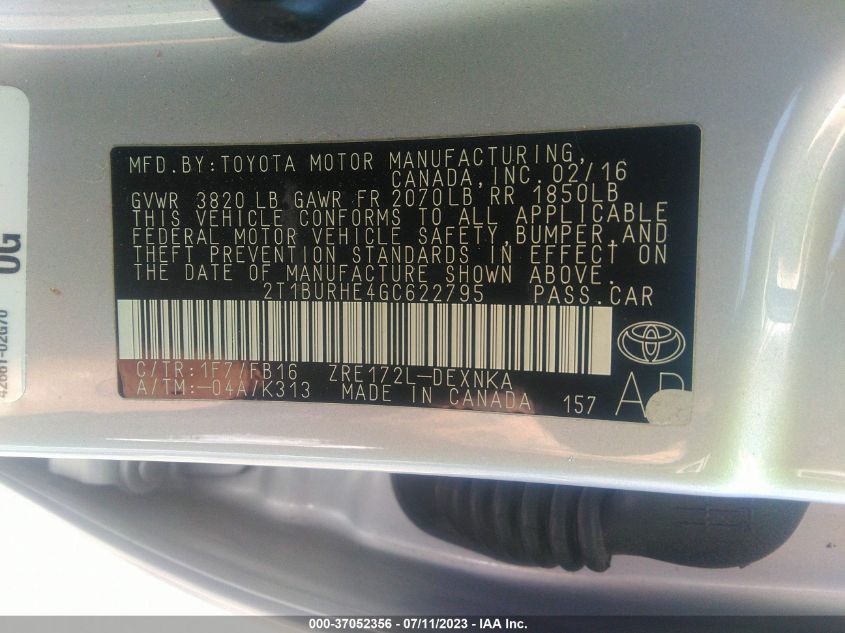 MFD.BY:TOYOTA MOTOR MANUFACTURING,
CANADA,INC.02/16
GVWR 3820 LB GAWR FR 2070LB RR 1850LB
THIS VEHICLE CONFORMS TO ALL APPLICABLE
FEDERAL MOTOR VEHICLE SAFETY,BUMPER,AND
THEFT PREVENTION STANDARDS IN EFFECT ON
THE DATE OF MANUFACTURE SHOWN ABOVE.
2T1BURHE4GC622795 PASS.CAR
C/TR:1F7/FB16 ZRE172L-DEXNKA
A/TM:-04A/K313 MADE IN CANADA 157
0G
42661-02G70
000-37052356 / 07/11/2023 - IAA Inc.